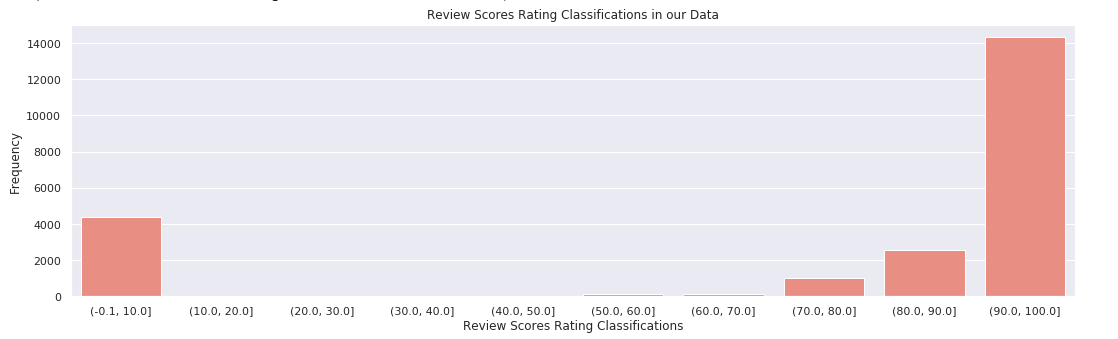 Review Scores Rating Classifications in our Data
14000
12000
10000
8000
6000
4000
2000
0
Frequency
(-0.1, 10.0] (10.0, 20.0] (20.0, 30.0] (30.0, 40.0] (40.0, 50.0] (50.0, 60.0] (60.0, 70.0] (70.0, 80.0] (80.0, 90.0] (90.0, 100.0]
Review Scores Rating Classifications